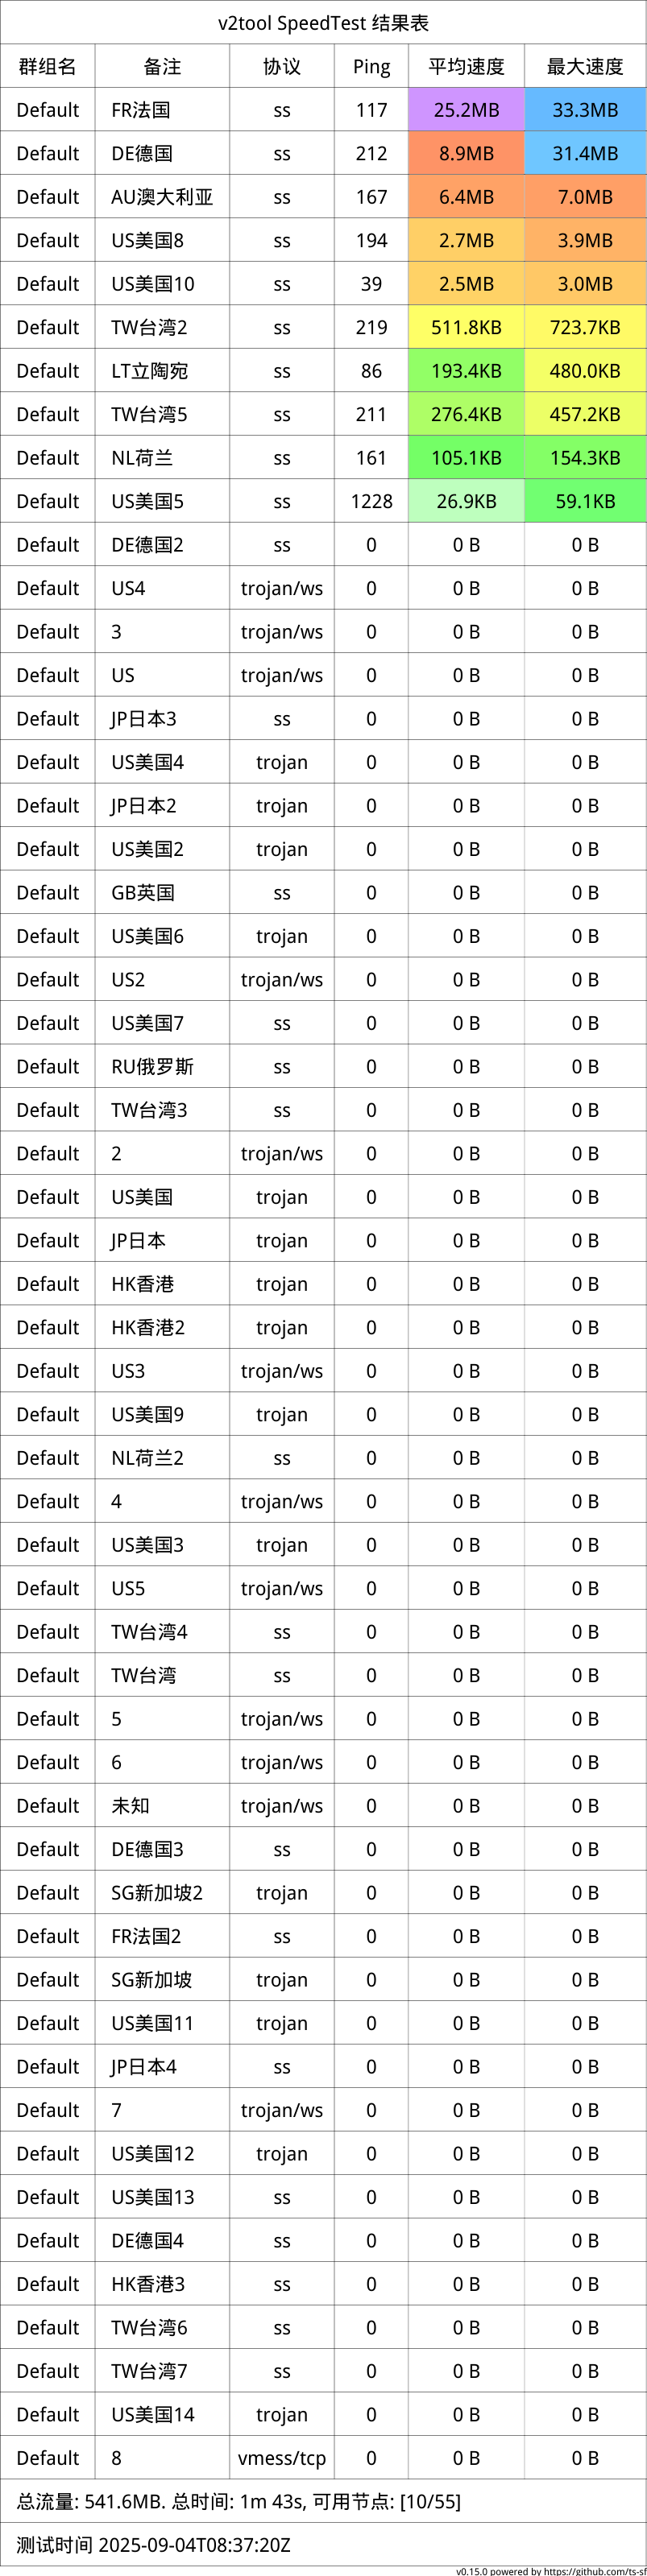 v2tool SpeedTest 结果表
群组名 备注 协议 Ping 平均速度 最大速度
Default FR法国 ss 117 25.2MB 33.3MB
Default DE德国 ss 212 8.9MB 31.4MB
Default AU澳大利亚 ss 167 6.4MB 7.0MB
Default US美国8 ss 194 2.7MB 3.9MB
Default US美国10 ss 39 2.5MB 3.0MB
Default TW台湾2 ss 219 511.8KB 723.7KB
Default LT立陶宛 ss 86 193.4KB 480.0KB
Default TW台湾5 ss 211 276.4KB 457.2KB
Default NL荷兰 ss 161 105.1KB 154.3KB
Default US美国5 ss 1228 26.9KB 59.1KB
Default DE德国2 ss 0 0 B 0 B
Default US4 trojan/ws 0 0 B 0 B
Default 3 trojan/ws 0 0 B 0 B
Default US trojan/ws 0 0 B 0 B
Default JP日本3 ss 0 0 B 0 B
Default US美国4 trojan 0 0 B 0 B
Default JP日本2 trojan 0 0 B 0 B
Default US美国2 trojan 0 0 B 0 B
Default GB英国 ss 0 0 B 0 B
Default US美国6 trojan 0 0 B 0 B
Default US2 trojan/ws 0 0 B 0 B
Default US美国7 ss 0 0 B 0 B
Default RU俄罗斯 ss 0 0 B 0 B
Default TW台湾3 ss 0 0 B 0 B
Default 2 trojan/ws 0 0 B 0 B
Default US美国 trojan 0 0 B 0 B
Default JP日本 trojan 0 0 B 0 B
Default HK香港 trojan 0 0 B 0 B
Default HK香港2 trojan 0 0 B 0 B
Default US3 trojan/ws 0 0 B 0 B
Default US美国9 trojan 0 0 B 0 B
Default NL荷兰2 ss 0 0 B 0 B
Default 4 trojan/ws 0 0 B 0 B
Default US美国3 trojan 0 0 B 0 B
Default US5 trojan/ws 0 0 B 0 B
Default TW台湾4 ss 0 0 B 0 B
Default TW台湾 ss 0 0 B 0 B
Default 5 trojan/ws 0 0 B 0 B
Default 6 trojan/ws 0 0 B 0 B
Default 未知 trojan/ws 0 0 B 0 B
Default DE德国3 ss 0 0 B 0 B
Default SG新加坡2 trojan 0 0 B 0 B
Default FR法国2 ss 0 0 B 0 B
Default SG新加坡 trojan 0 0 B 0 B
Default US美国11 trojan 0 0 B 0 B
Default JP日本4 ss 0 0 B 0 B
Default 7 trojan/ws 0 0 B 0 B
Default US美国12 trojan 0 0 B 0 B
Default US美国13 ss 0 0 B 0 B
Default DE德国4 ss 0 0 B 0 B
Default HK香港3 ss 0 0 B 0 B
Default TW台湾6 ss 0 0 B 0 B
Default TW台湾7 ss 0 0 B 0 B
Default US美国14 trojan 0 0 B 0 B
Default 8 vmess/tcp 0 0 B 0 B
总流量: 541.6MB. 总时间: 1m 43s, 可用节点: [10/55]
测试时间 2025-09-04T08:37:20Z
v0.15.0 powered by https://github.com/ts-sf